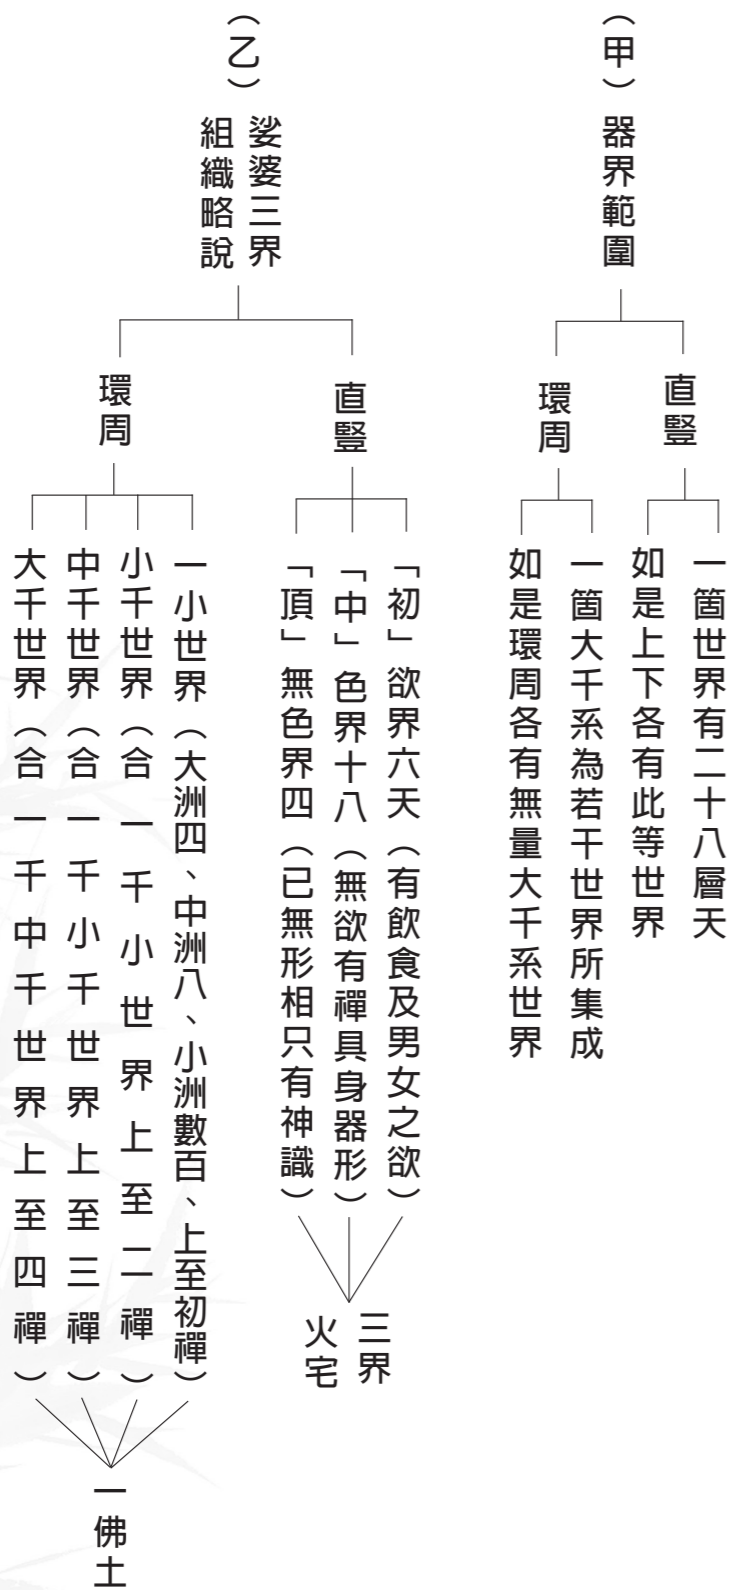 （甲）器界範圍
直豎
一箇世界有二十八層天
如是上下各有此等世界
環周
一箇大千系為若干世界所集成
如是環周各有無量大千系世界
（乙）娑婆三界
組織略說
直豎
「初」欲界六天（有飲食及男女之欲）
「中」色界十八（無欲有禪具身器形）
「頂」無色界四（已無形相只有神識）
三界
火宅
環周
一小世界（大洲四、中洲八、小洲數百、上至初禪）
小千世界（合一千小世界上至二禪）
中千世界（合一千小千世界上至三禪）
大千世界（合一千中千世界上至四禪）
一佛土